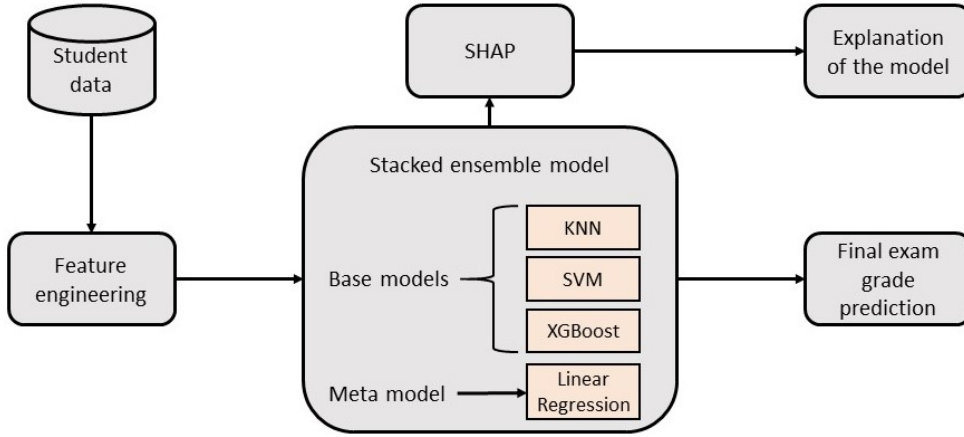 Student
data
SHAP
Explanation
of the model
Stacked ensemble model
KNN
Feature
engineering
Base models
SVM
Final exam
grade
prediction
XGBoost
Meta model
Linear
Regression